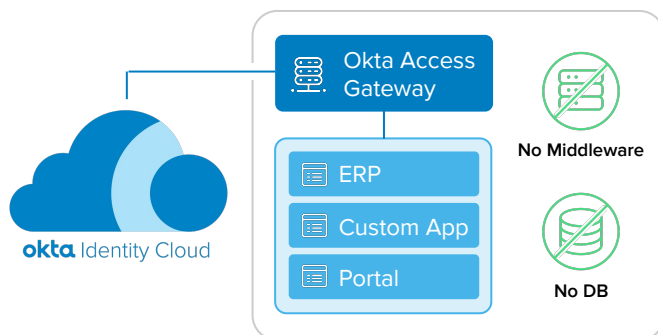 Okta Access
Gateway
ERP
Custom App
Portal
No Middleware
No DB
okta Identity Cloud